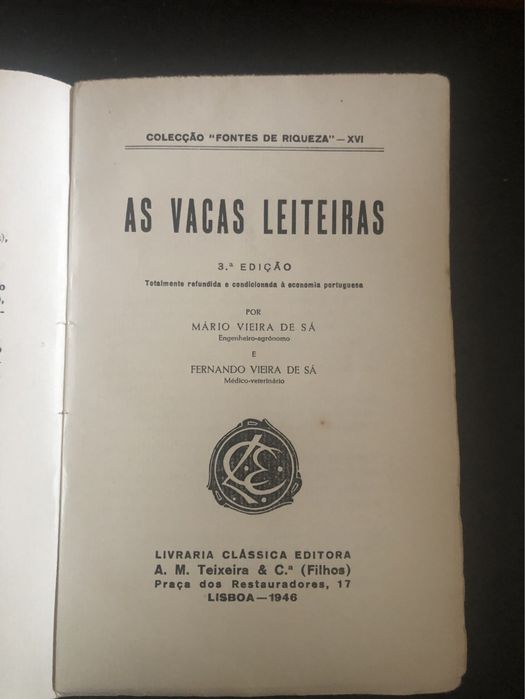 COLECÇÃO "FONTES DE RIQUEZA"—XVI
AS VACAS LEITEIRAS
3.ª EDIÇÃO
Totalmente refundida e condicionada à economia portuguesa
POR
MÁRIO VIEIRA DE SÁ
Engenheiro-agrónomo
E
FERNANDO VIEIRA DE SÁ
Médico-veterinário
LCE
LIVRARIA CLÁSSICA EDITORA
A. M. Teixeira & C.ª (Filhos)
Praça dos Restauradores, 17
LISBOA—1946